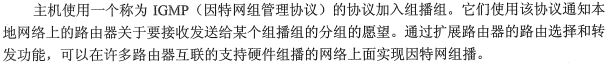 主机使用一个称为 IGMP（因特网组管理协议）的协议加入组播组。它们使用该协议通知本
地网络上的路由器关于要接收发送给某个组播组的分组的愿望。通过扩展路由器的路由选择和转
发功能，可以在许多路由器互联的支持硬件组播的网络上面实现因特网组播。